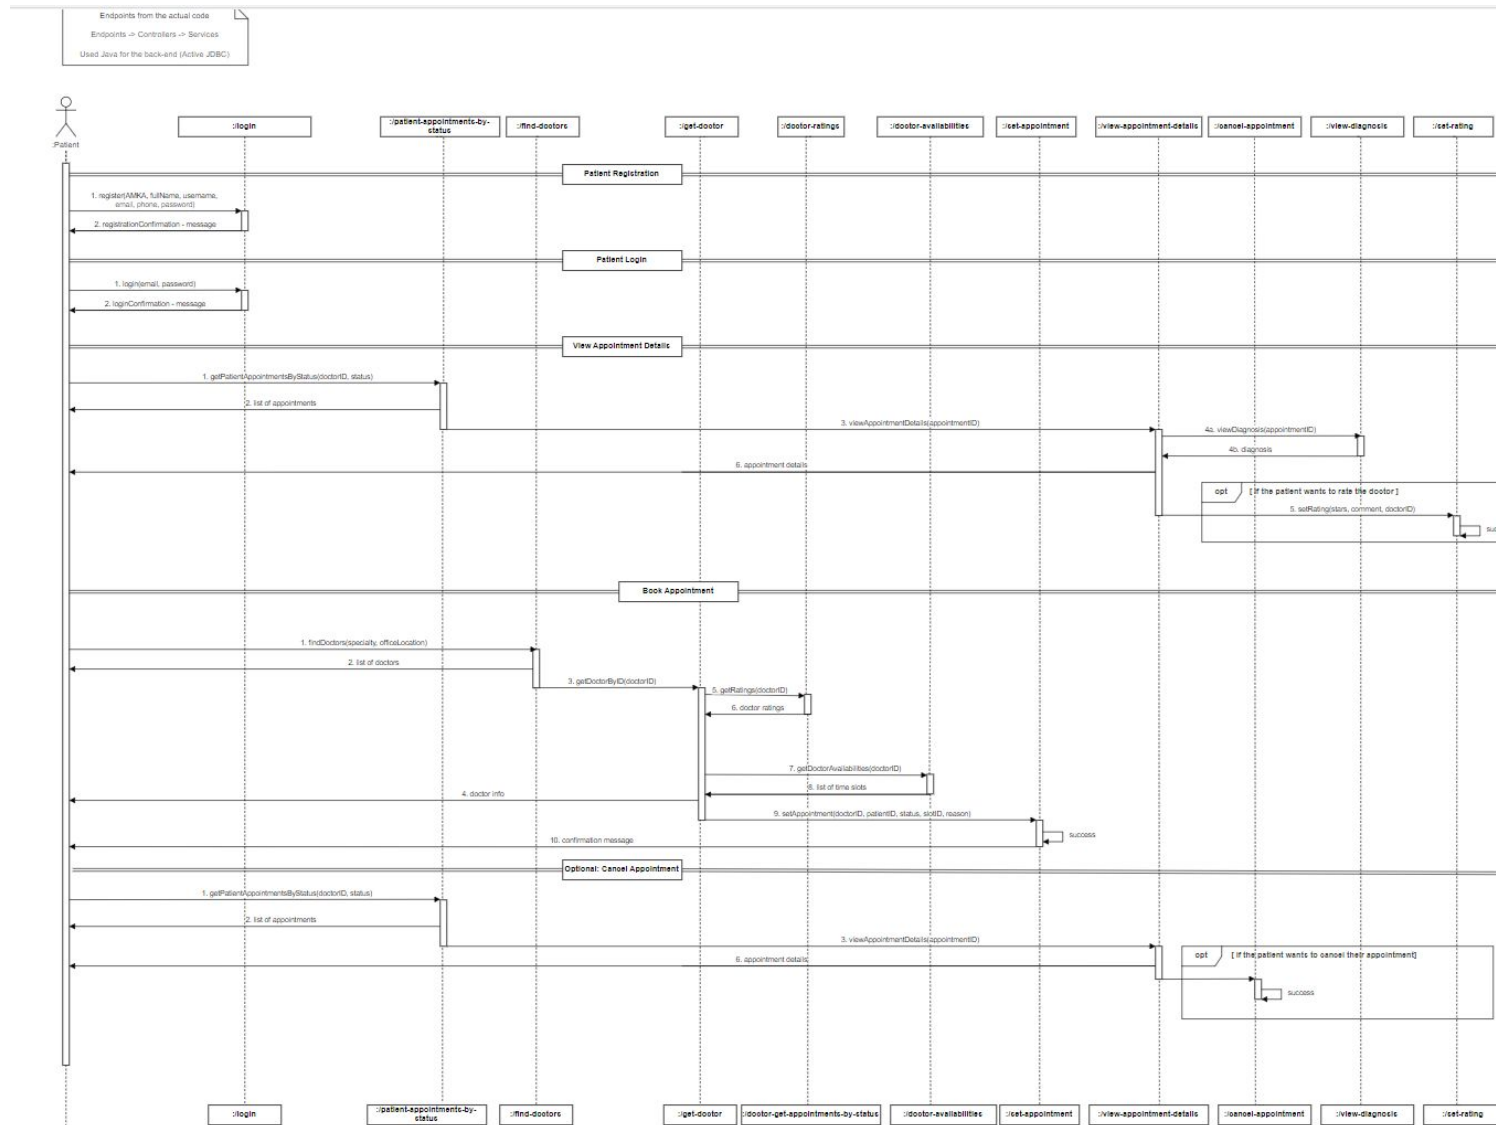 Endpoints from the actual code
Endpoints -> Controllers -> Services
Used Java for the back-end (Active JDBC)
:Patient
:/login
:/patient-appointments-by-
status
:/find-doctors
:/get-doctor
:/doctor-ratings
:/doctor-availabilities
:/set-appointment
:/view-appointment-details
:/cancel-appointment
:/view-diagnosis
:/set-rating
Patient Registration
1. register(AMKA, fullName, username,
email, phone, password)
2. registrationConfirmation - message
Patient Login
1. login(email, password)
2. loginConfirmation - message
View Appointment Details
1. getPatientAppointmentsByStatus(doctorID, status)
2. list of appointments
3. viewAppointmentDetails(appointmentID)
4a. viewDiagnosis(appointmentID)
4b. diagnosis
6. appointment details
opt
[ if the patient wants to rate the doctor ]
5. setRating(stars, comment, doctorID)
suc
Book Appointment
1. findDoctors(specialty, officeLocation)
2. list of doctors
3. getDoctorByID(doctorID)
5. getRatings(doctorID)
6. doctor ratings
7. getDoctorAvailabilities(doctorID)
8. list of time slots
4. doctor info
9. setAppointment(doctorID, patientID, status, slotID, reason)
success
10. confirmation message
Optional: Cancel Appointment
1. getPatientAppointmentsByStatus(doctorID, status)
2. list of appointments
3. viewAppointmentDetails(appointmentID)
opt
[ if the patient wants to cancel their appointment]
6. appointment details
success
:/login
:/patient-appointments-by-
status
:/find-doctors
:/get-doctor
:/doctor-get-appointments-by-status
:/doctor-availabilities
:/set-appointment
:/view-appointment-details
:/cancel-appointment
:/view-diagnosis
:/set-rating